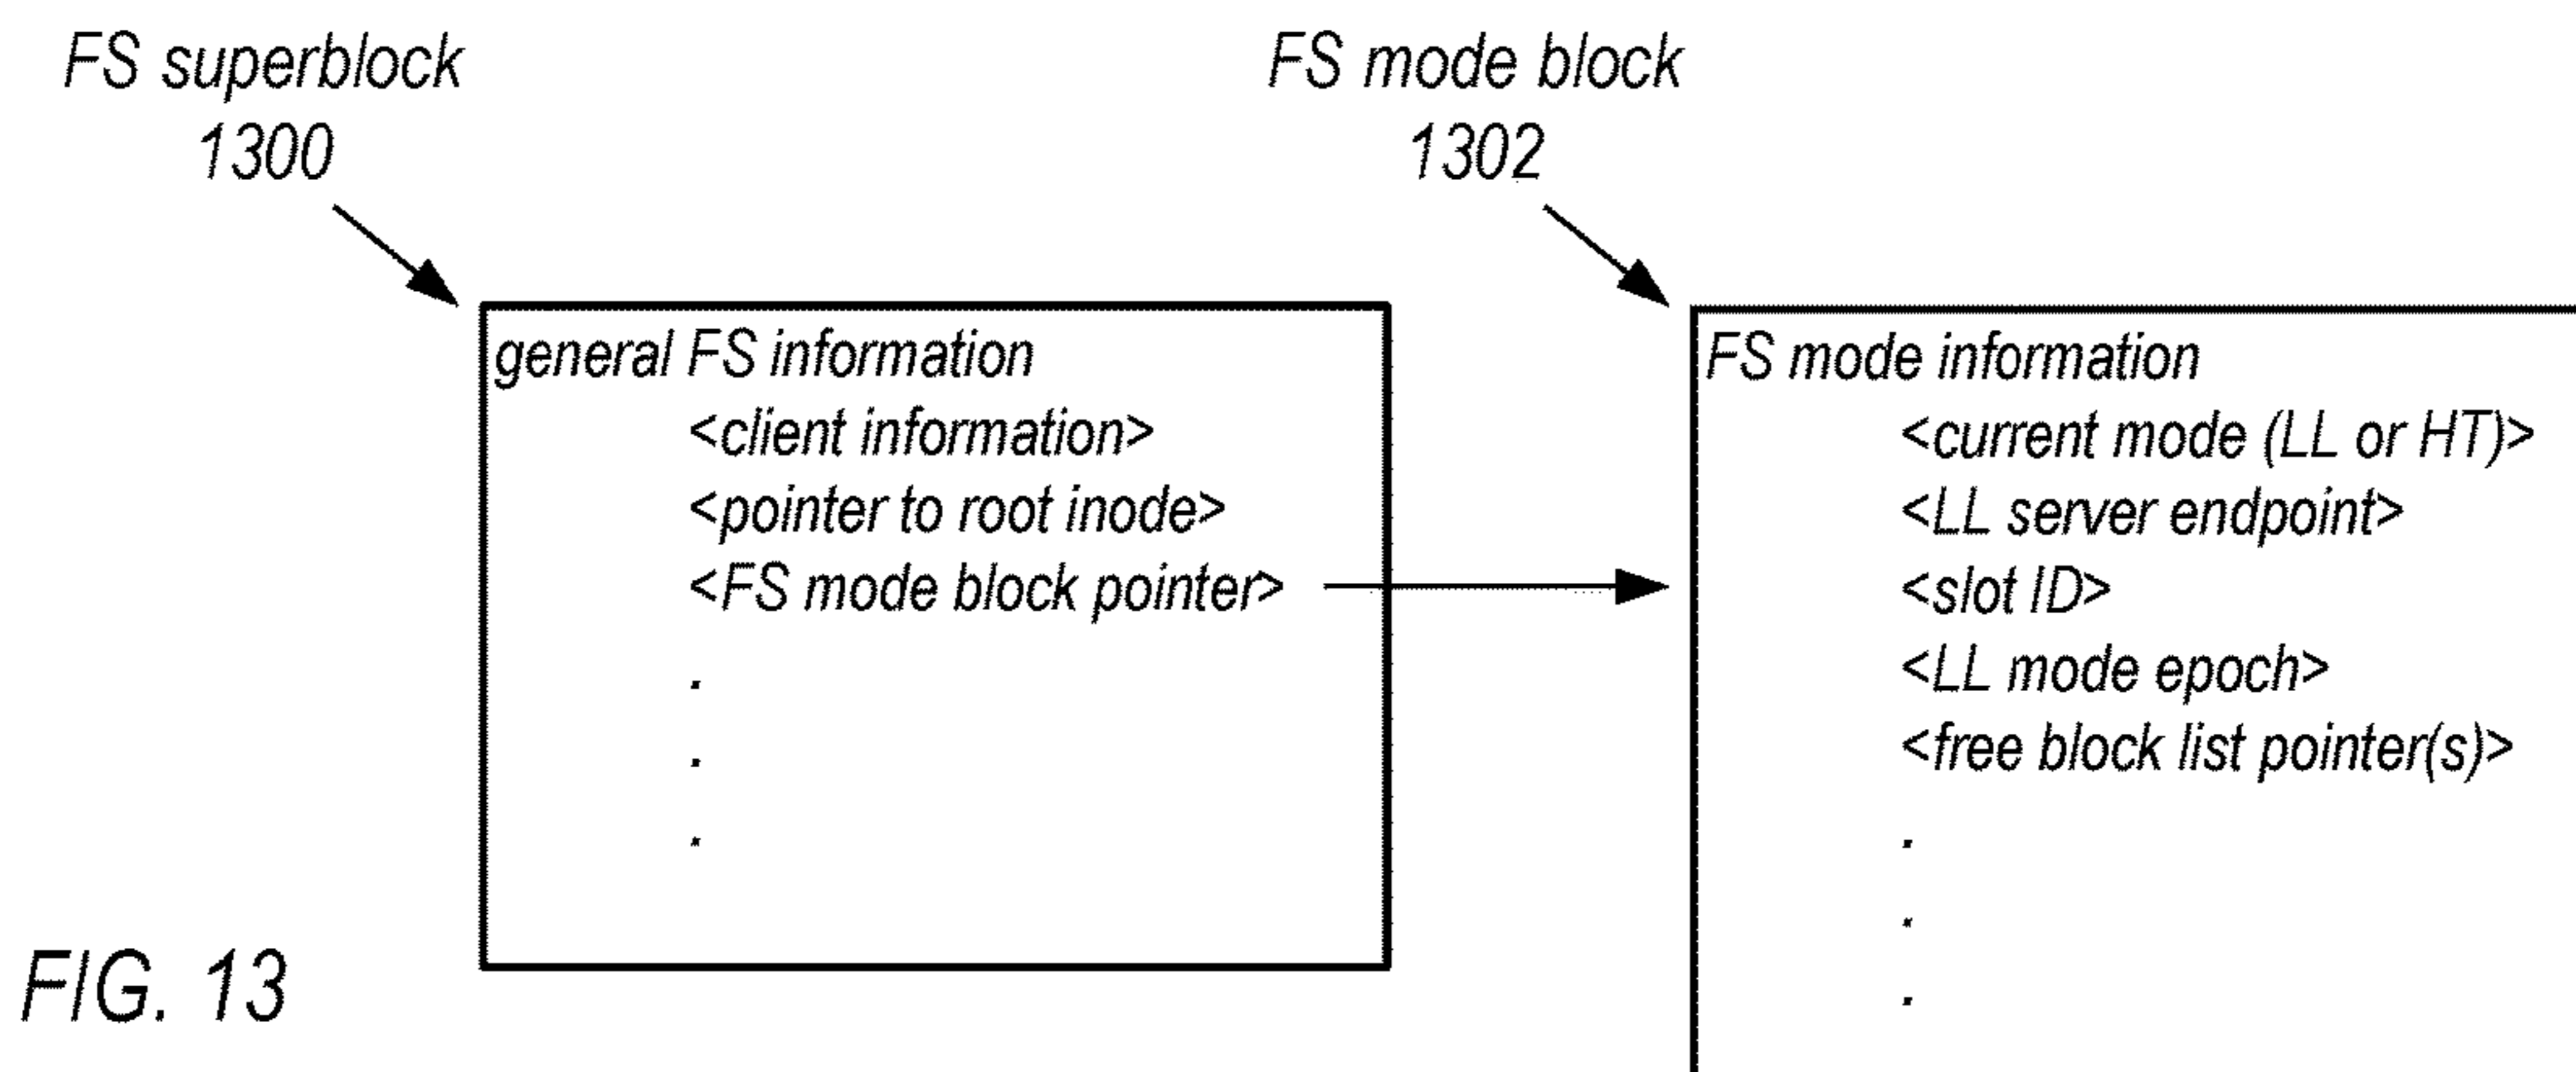 FS superblock
1300
FS mode block
1302
general FS information
<client information>
<pointer to root inode>
<FS mode block pointer>
.
.
.
FS mode information
<current mode (LL or HT)>
<LL server endpoint>
<slot ID>
<LL mode epoch>
<free block list pointer(s)>
.
.
.
FIG. 13